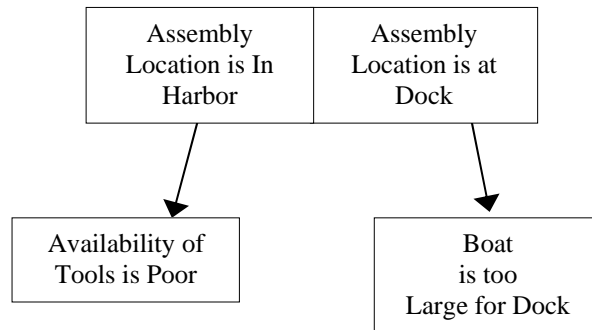 Assembly
Location is In
Harbor
Assembly
Location is at
Dock
Availability of
Tools is Poor
Boat
is too
Large for Dock